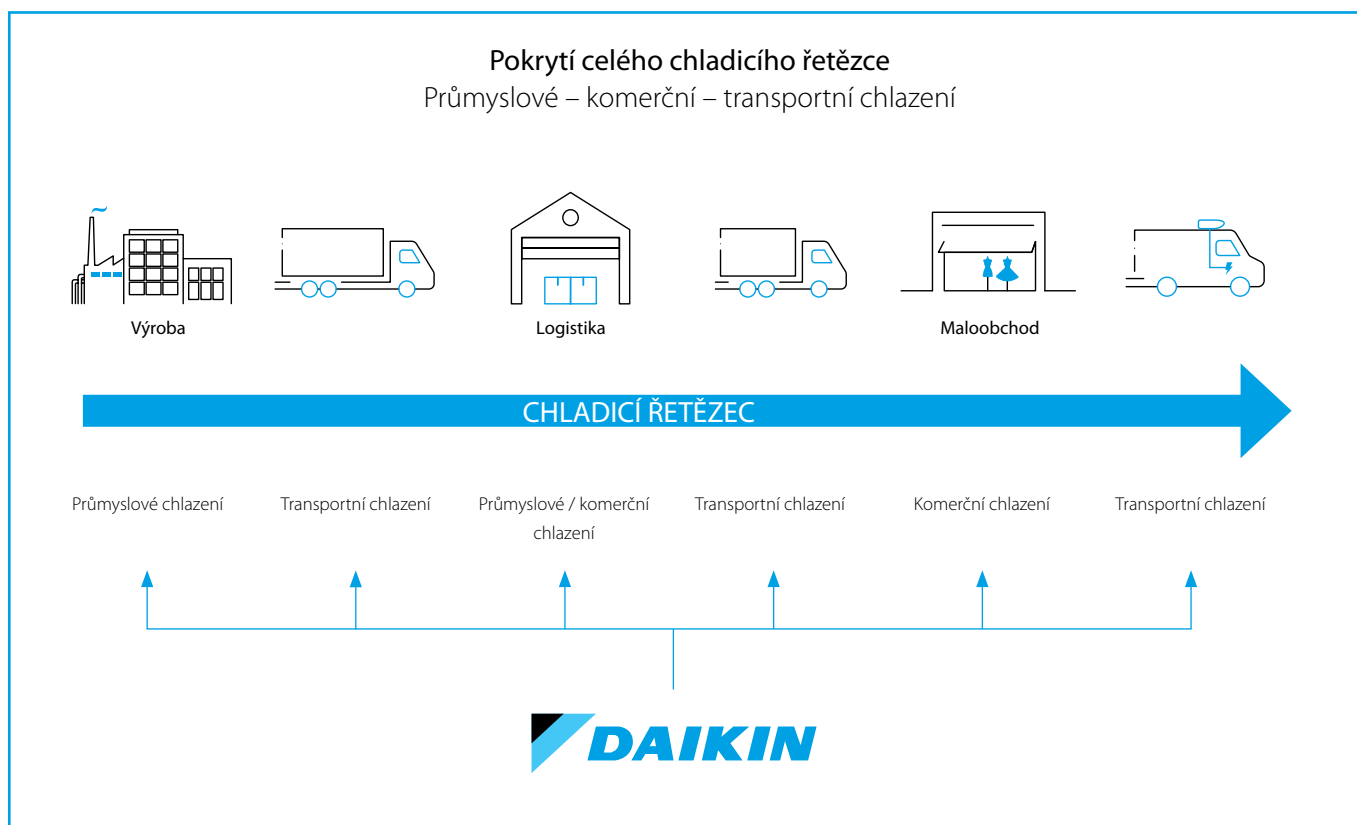 Pokrytí celého chladicího řetězce
Průmyslové – komerční – transportní chlazení
Výroba
Logistika
Maloobchod
CHLADICÍ ŘETĚZEC
Průmyslové chlazení
Transportní chlazení
Průmyslové / komerční
chlazení
Transportní chlazení
Komerční chlazení
Transportní chlazení
DAIKIN